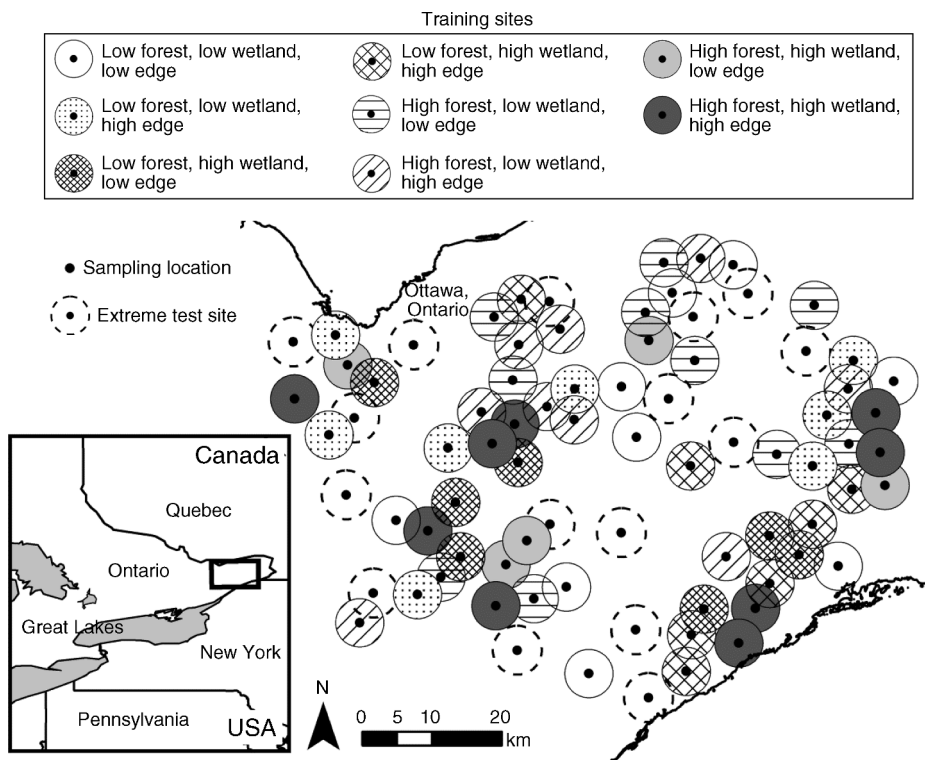 Training sites
Low forest, low wetland,
low edge
Low forest, high wetland,
high edge
High forest, high wetland,
low edge
Low forest, low wetland,
high edge
High forest, low wetland,
low edge
High forest, high wetland,
high edge
Low forest, high wetland,
low edge
High forest, low wetland,
high edge
Sampling location
Extreme test site
Ottawa,
Ontario
Canada
Quebec
Ontario
Great Lakes
New York
Pennsylvania
USA
N
0 5 10 20
km